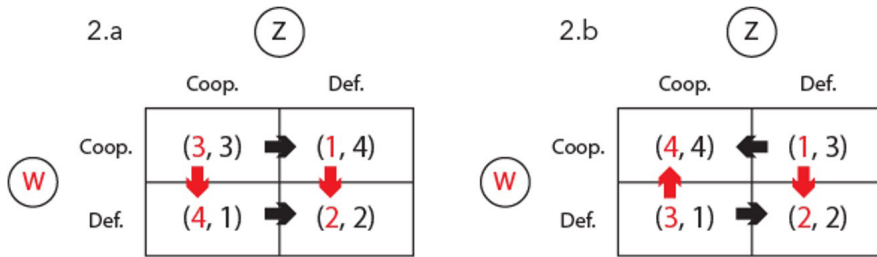 2.a Z 2.b Z
Coop. Def. Coop. Def.
Coop. (3, 3) (1, 4) Coop. (4, 4) (1, 3)
W W
Def. (4, 1) (2, 2) Def. (3, 1) (2, 2)